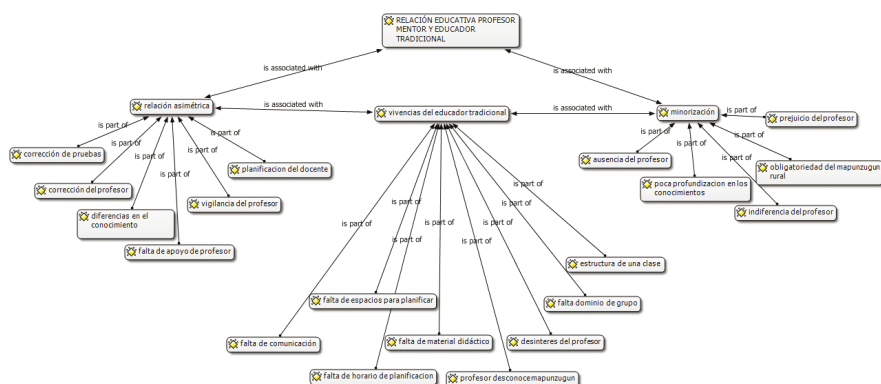 RELACIÓN EDUCATIVA PROFESOR
MENTOR Y EDUCADOR
TRADICIONAL
is associated with
is associated with
relación asimétrica
is associated with
vivencias del educador tradicional
is associated with
minorización
is part of
prejuicio del profesor
is part of
is part of
is part of
is part of
is part of
is part of
corrección de pruebas
planificacion del docente
corrección del profesor
vigilancia del profesor
diferencias en el
conocimiento
falta de apoyo de profesor
is part of
is part of
is part of
is part of
ausencia del profesor
obligatoriedad del mapunzugun
rural
poca profundizacion en los
conocimientos
indiferencia del profesor
is part of
is part of
is part of
is part of
is part of
is part of
is part of
is part of
estructura de una clase
falta de espacios para planificar
falta dominio de grupo
falta de comunicación
falta de material didáctico
desinteres del profesor
falta de horario de planificacion
profesor desconoce mapunzugun